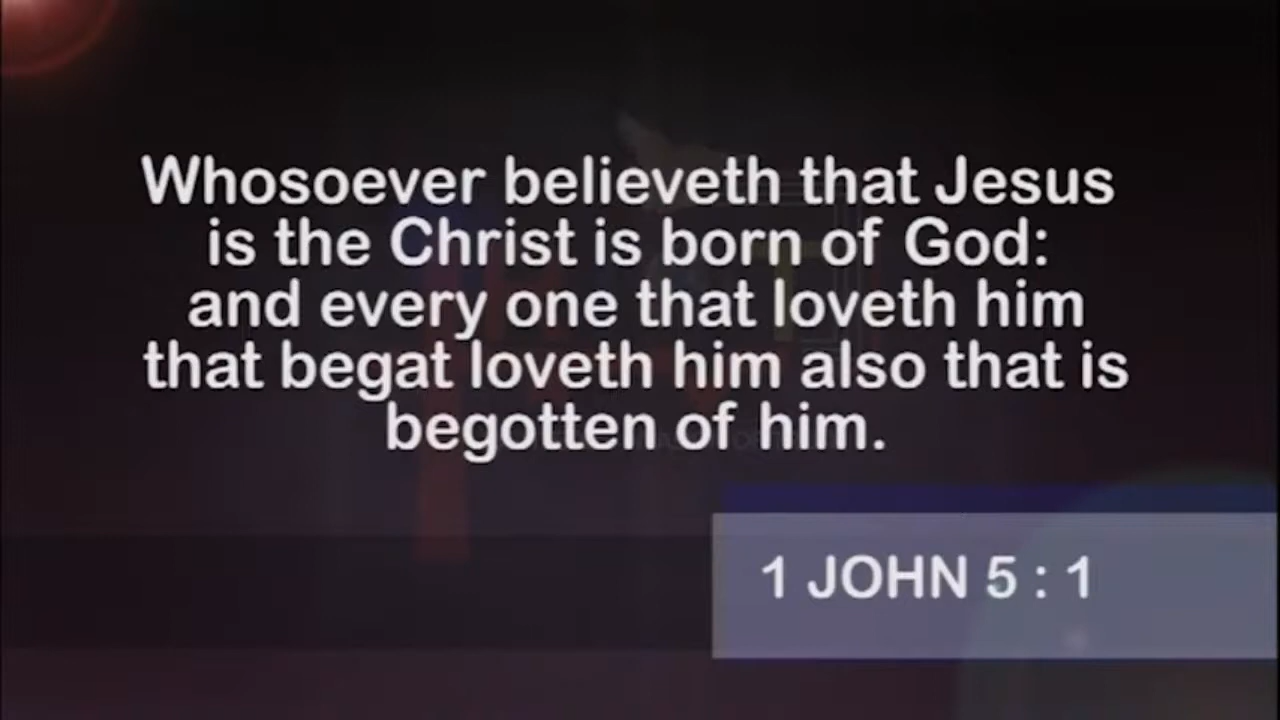 Whosoever believeth that Jesus
is the Christ is born of God:
and every one that loveth him
that begat loveth him also that is
begotten of him.
1 JOHN 5 : 1